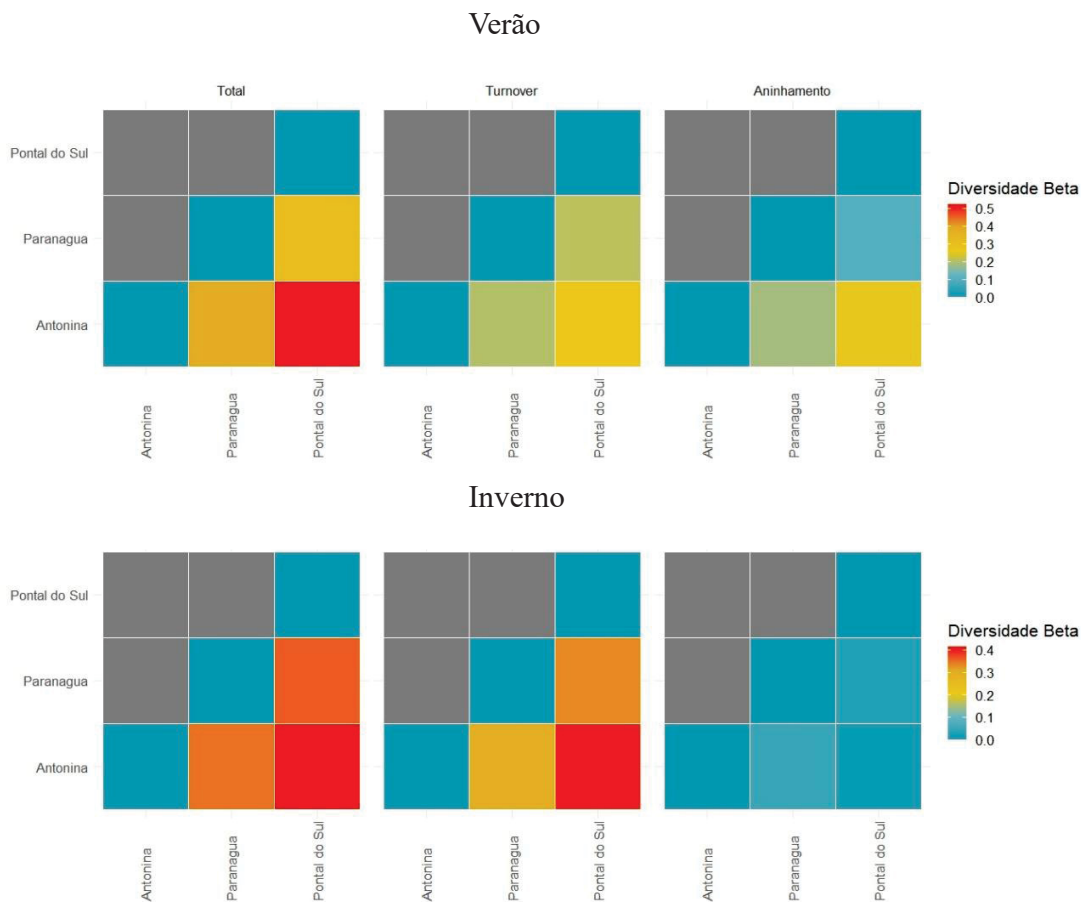 Verão
Total Turnover Aninhamento
Pontal do Sul
Paranagua
Antonina
Antonina Paranagua Pontal do Sul Antonina Paranagua Pontal do Sul Antonina Paranagua Pontal do Sul
Diversidade Beta
0.5
0.4
0.3
0.2
0.1
0.0
Inverno
Pontal do Sul
Paranagua
Antonina
Antonina Paranagua Pontal do Sul Antonina Paranagua Pontal do Sul Antonina Paranagua Pontal do Sul
Diversidade Beta
0.4
0.3
0.2
0.1
0.0